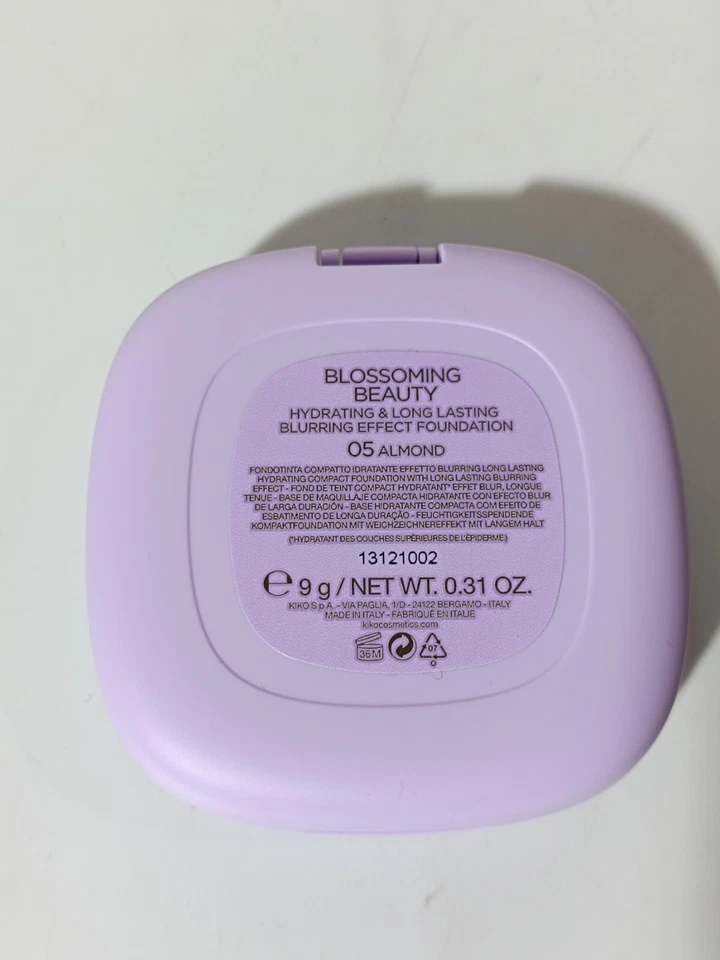 BLOSSOMING
BEAUTY
HYDRATING & LONG LASTING
BLURRING EFFECT FOUNDATION
05 ALMOND
FONDOTINTA COMPATTO IDRATANTE EFFETTO BLURRING LONG LASTING
HYDRATING COMPACT FOUNDATION WITH LONG LASTING BLURRING
EFFECT - FOND DE TEINT COMPACT HYDRATANT* EFFET BLUR, LONGUE
TENUE - BASE DE MAQUILLAJE COMPACTA HIDRATANTE CON EFECTO BLUR
DE LARGA DURACIÓN - BASE HIDRATANTE COMPACTA COM EFEITO DE
ESBATIMENTO DE LONGA DURAÇÃO - FEUCHTIGKEITSSPENDENDE
KOMPAKTFOUNDATION MIT WEICHZEICHNEREFFEKT MIT LANGEM HALT
(*HYDRATANT DES COUCHES SUPÉRIEURES DE L'ÉPIDERME.)
13121002
℮ 9 g / NET WT. 0.31 OZ.
KIKO S.p.A. - VIA PAGLIA, 1/D - 24122 BERGAMO - ITALY
MADE IN ITALY - FABRIQUÉ EN ITALIE
kikocosmetics.com
36M 07
O